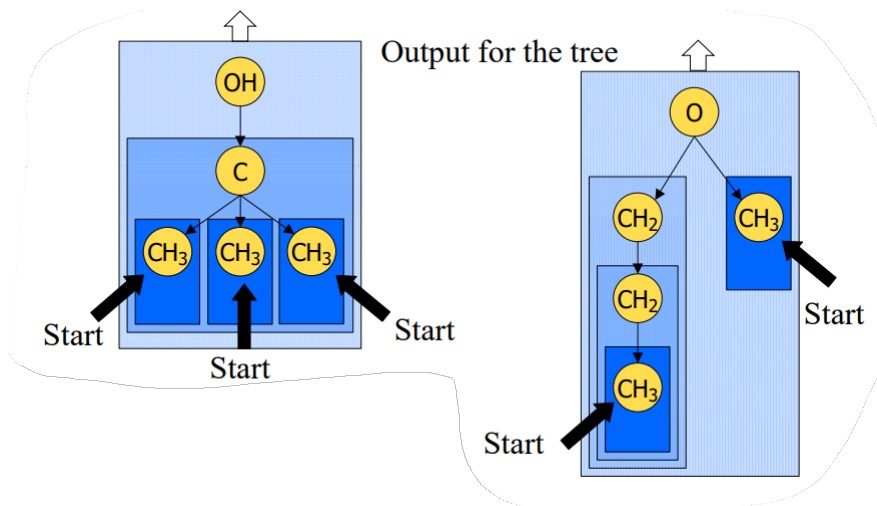 Output for the tree
OH
C
CH₃ CH₃ CH₃
Start
Start
Start
O
CH₂ CH₃
CH₂
CH₃
Start
Start